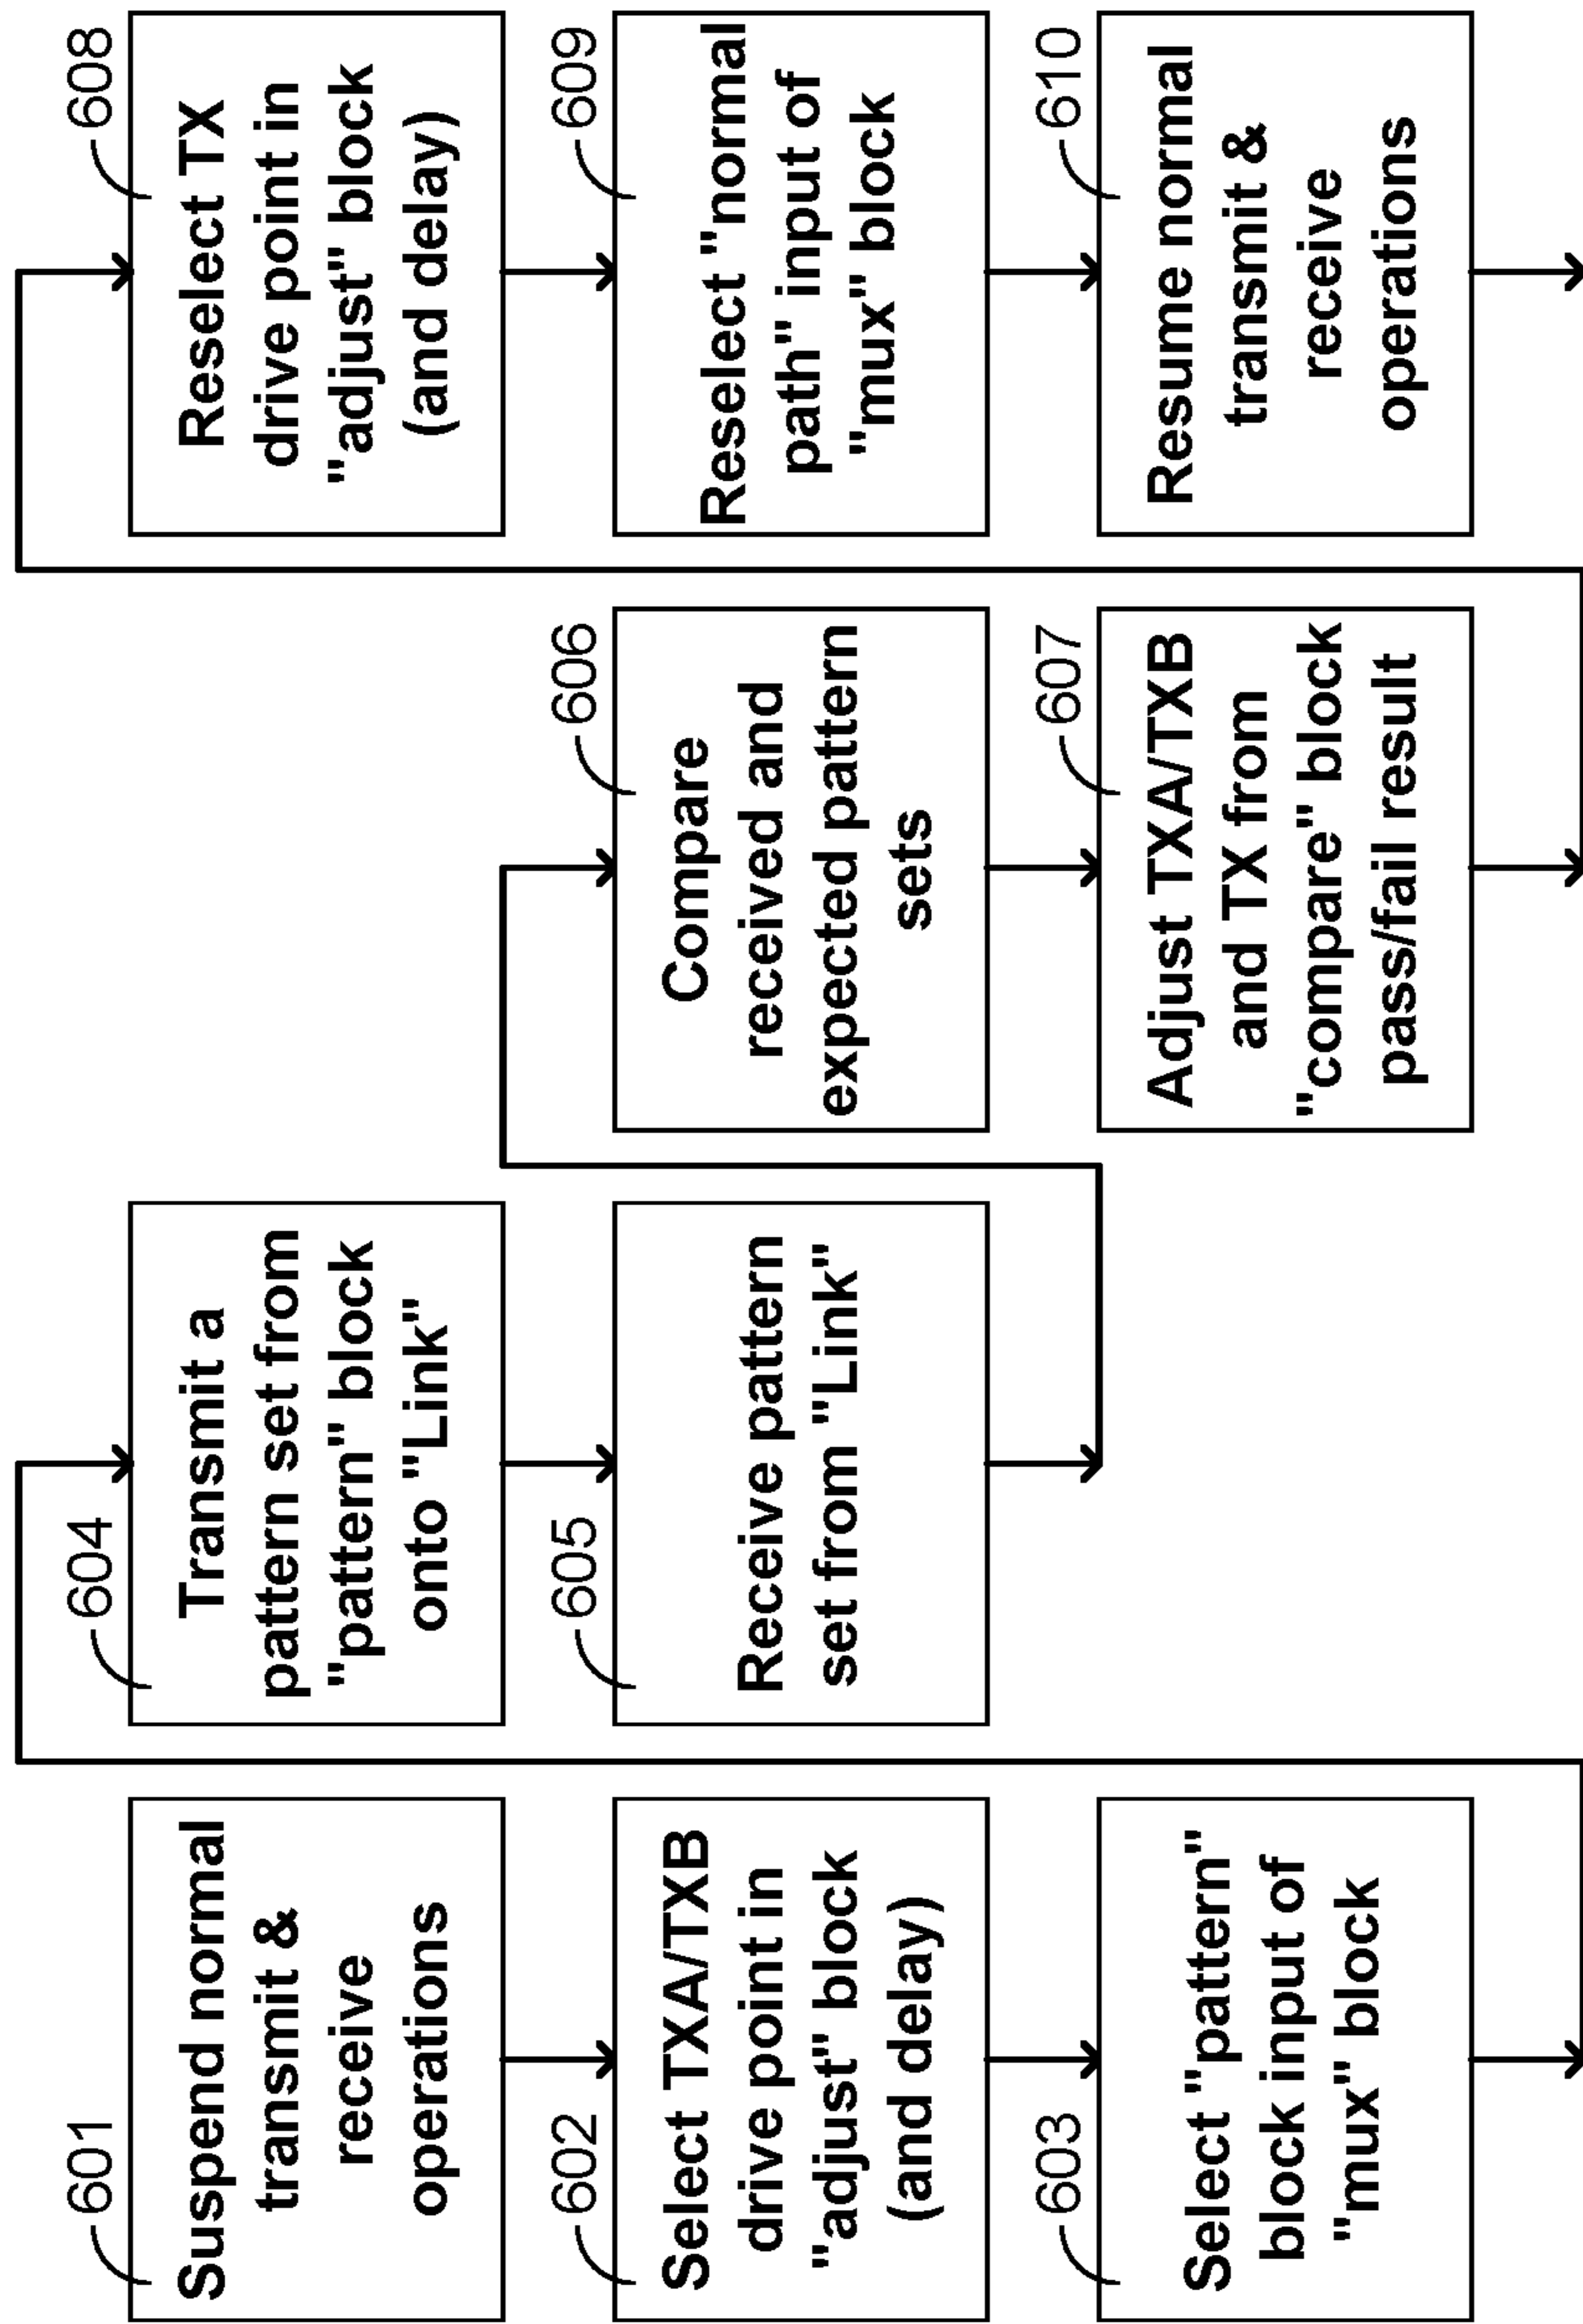 601
Suspend normal
transmit &
receive
operations
602
Select TXA/TXB
drive point in
"adjust" block
(and delay)
603
Select "pattern"
block input of
"mux" block
604
Transmit a
pattern set from
"pattern" block
onto "Link"
605
Receive pattern
set from "Link"
606
Compare
received and
expected pattern
sets
607
Adjust TXA/TXB
and TX from
"compare" block
pass/fail result
608
Reselect TX
drive point in
"adjust" block
(and delay)
609
Reselect "normal
path" input of
"mux" block
610
Resume normal
transmit &
receive
operations